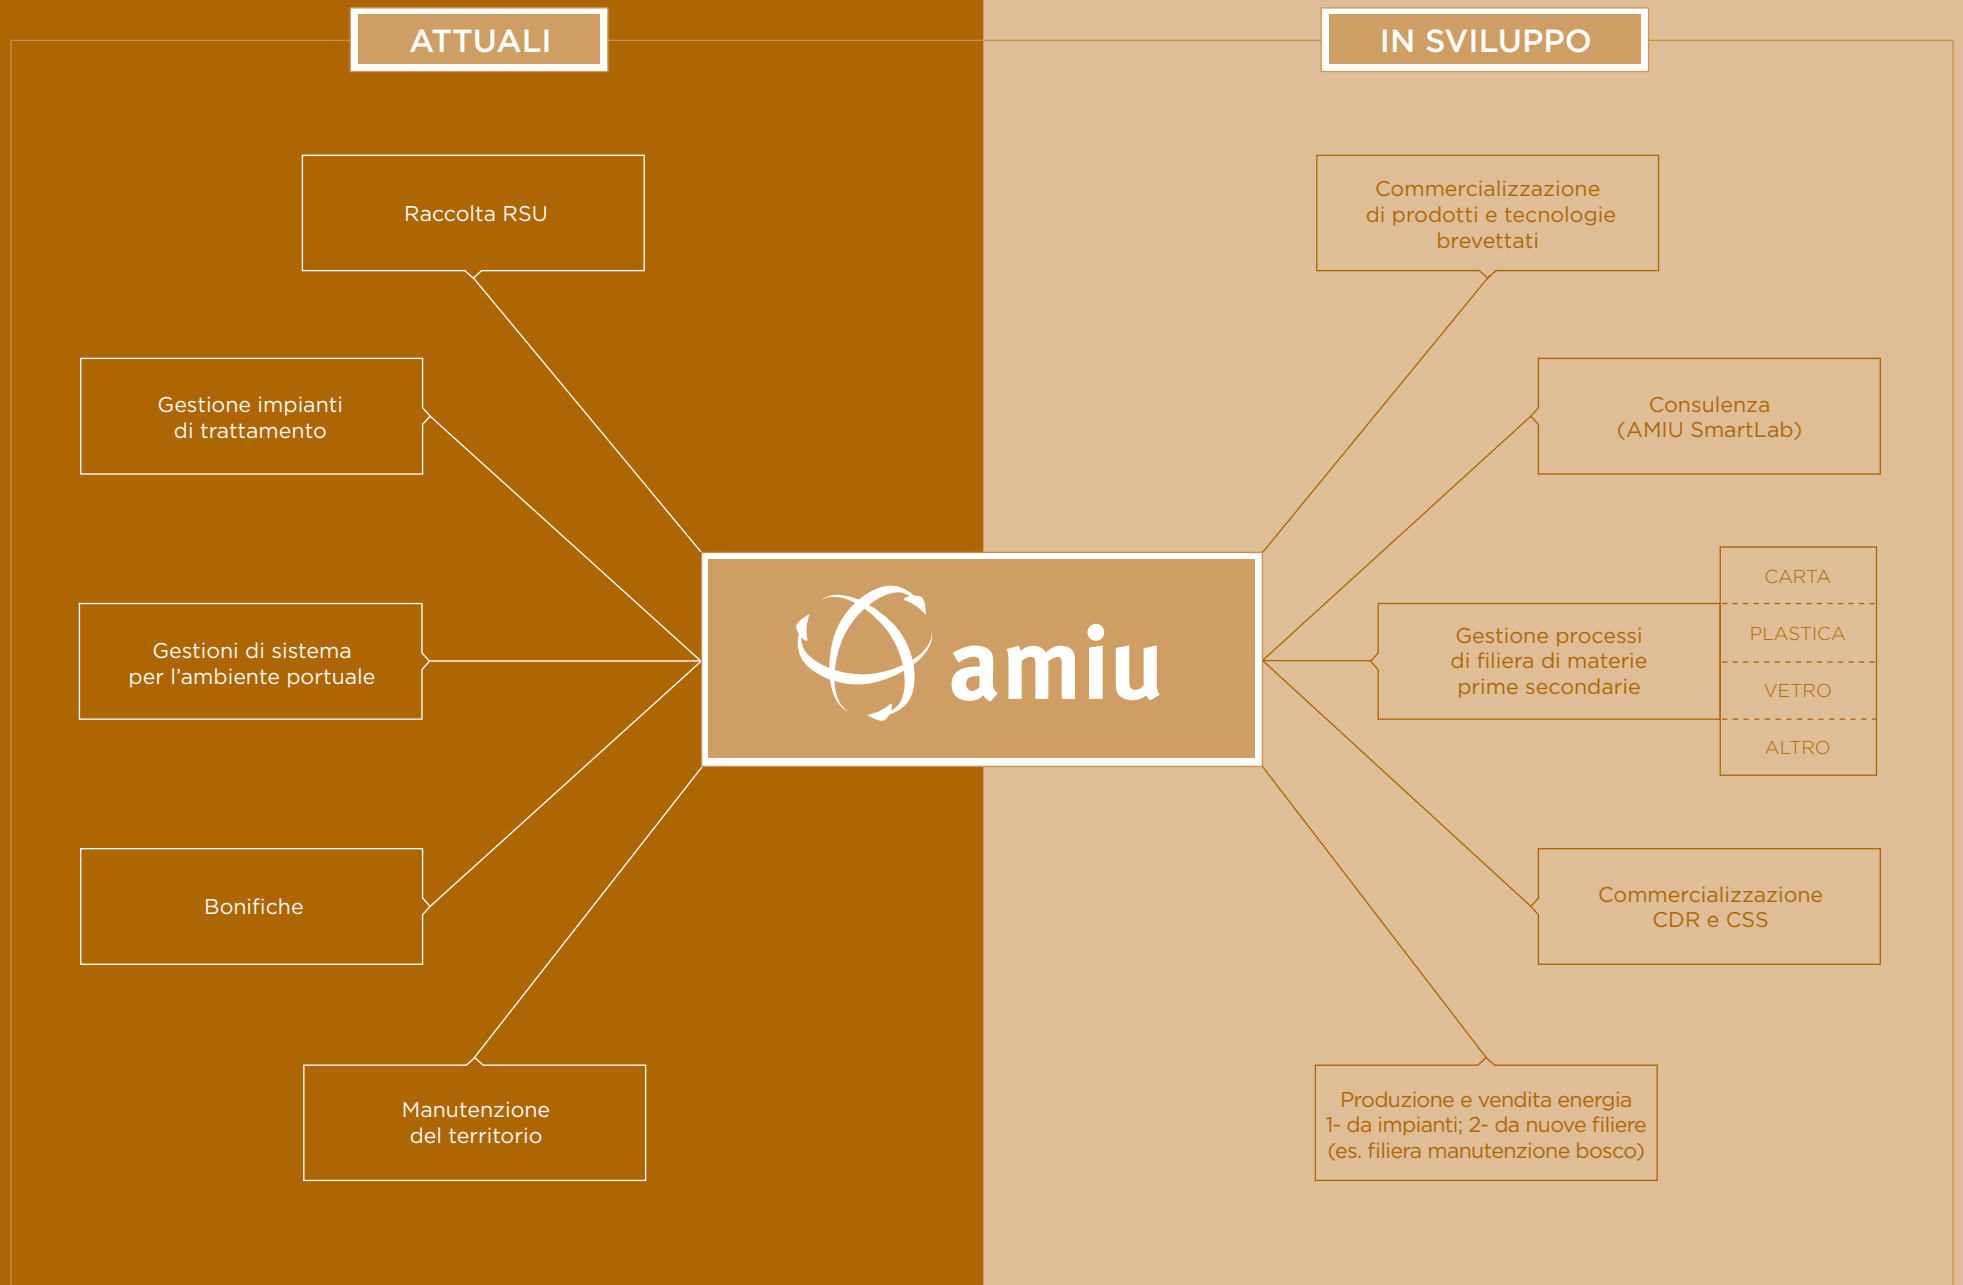 ATTUALI
Raccolta RSU
Gestione impianti
di trattamento
Gestioni di sistema
per l’ambiente portuale
Bonifiche
Manutenzione
del territorio
amiu
IN SVILUPPO
Commercializzazione
di prodotti e tecnologie
brevettati
Consulenza
(AMIU SmartLab)
Gestione processi
di filiera di materie
prime secondarie
CARTA
PLASTICA
VETRO
ALTRO
Commercializzazione
CDR e CSS
Produzione e vendita energia
1- da impianti; 2- da nuove filiere
(es. filiera manutenzione bosco)